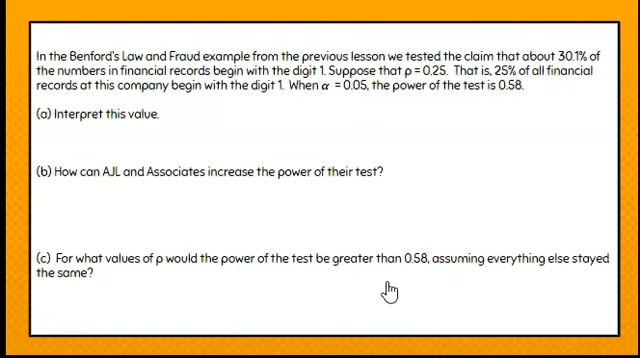 In the Benford's Law and Fraud example from the previous lesson we tested the claim that about 30.1% of
the numbers in financial records begin with the digit 1. Suppose that p = 0.25. That is, 25% of all financial
records at this company begin with the digit 1. When α = 0.05, the power of the test is 0.58.
(a) Interpret this value.
(b) How can AJL and Associates increase the power of their test?
(c) For what values of p would the power of the test be greater than 0.58, assuming everything else stayed
the same?